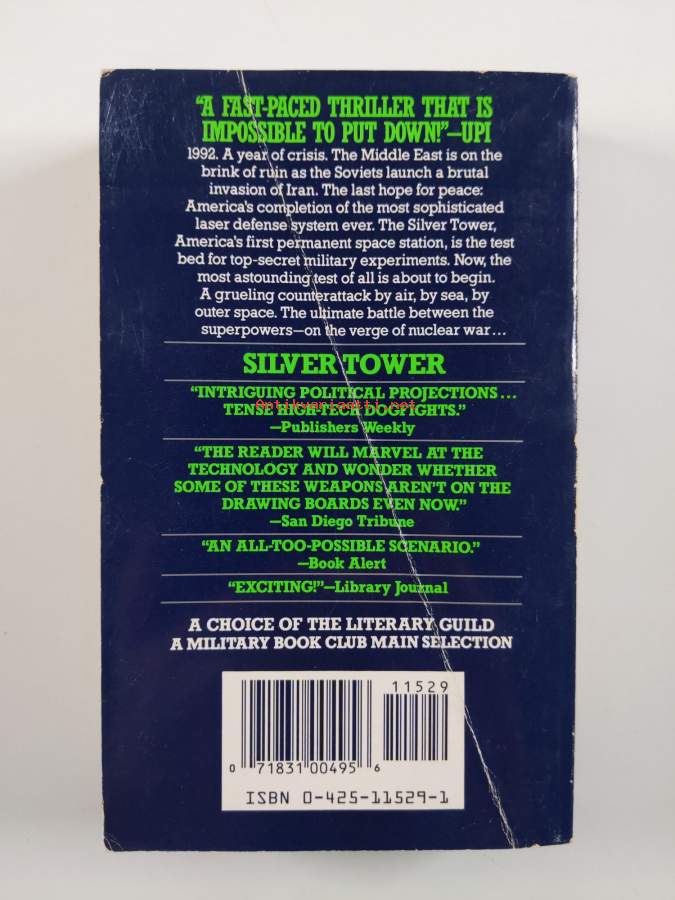 “A FAST-PACED THRILLER THAT IS
IMPOSSIBLE TO PUT DOWN!”—UPI
1992. A year of crisis. The Middle East is on the
brink of ruin as the Soviets launch a brutal
invasion of Iran. The last hope for peace:
America's completion of the most sophisticated
laser defense system ever. The Silver Tower,
America's first permanent space station, is the test
bed for top-secret military experiments. Now, the
most astounding test of all is about to begin.
A grueling counterattack by air, by sea, by
outer space. The ultimate battle between the
superpowers—on the verge of nuclear war...
SILVER TOWER
“INTRIGUING POLITICAL PROJECTIONS...
TENSE HIGH-TECH DOGFIGHTS.”
Antikvariaatti.net
—Publishers Weekly
“THE READER WILL MARVEL AT THE
TECHNOLOGY AND WONDER WHETHER
SOME OF THESE WEAPONS AREN'T ON THE
DRAWING BOARDS EVEN NOW.”
—San Diego Tribune
“AN ALL-TOO-POSSIBLE SCENARIO.”
—Book Alert
“EXCITING!”—Library Journal
A CHOICE OF THE LITERARY GUILD
A MILITARY BOOK CLUB MAIN SELECTION
11529
0 71831 00495 6
ISBN 0-425-11529-1